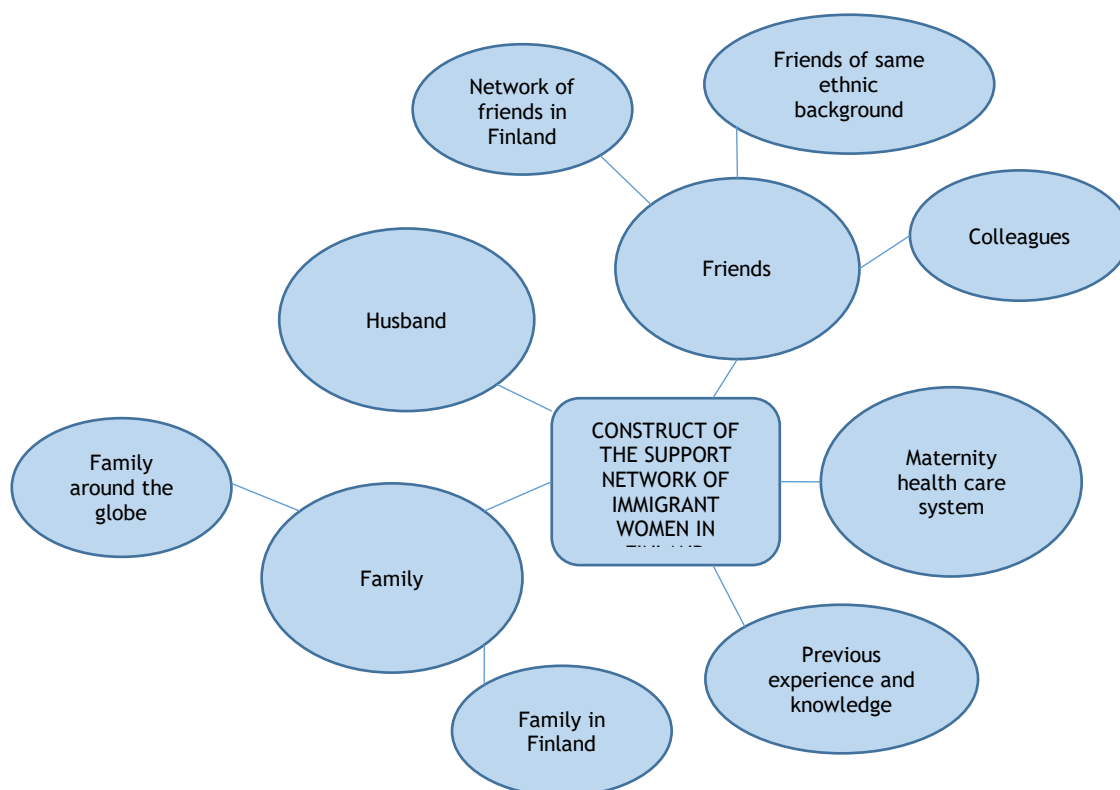 Friends of same
ethnic
background
Network of
friends in
Finland
Colleagues
Friends
Husband
CONSTRUCT OF
THE SUPPORT
NETWORK OF
IMMIGRANT
WOMEN IN
Maternity
health care
system
Family
around the
globe
Family
Previous
experience and
knowledge
Family in
Finland